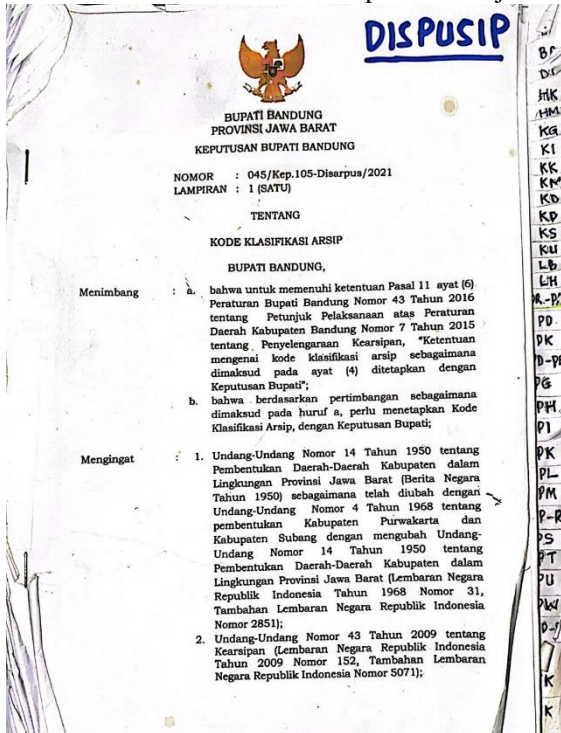 DISPUSIP
BUPATI BANDUNG
PROVINSI JAWA BARAT
KEPUTUSAN BUPATI BANDUNG
NOMOR : 045/Kep.105-Disarpus/2021
LAMPIRAN : 1 (SATU)
TENTANG
KODE KLASIFIKASI ARSIP
BUPATI BANDUNG,
Menimbang : a. bahwa untuk memenuhi ketentuan Pasal 11 ayat (6)
Peraturan Bupati Bandung Nomor 43 Tahun 2016
tentang Petunjuk Pelaksanaan atas Peraturan
Daerah Kabupaten Bandung Nomor 7 Tahun 2015
tentang Penyelengaraan Kearsipan, "Ketentuan
mengenai kode klasifikasi arsip sebagaimana
dimaksud pada ayat (4) ditetapkan dengan
Keputusan Bupati";
b. bahwa berdasarkan pertimbangan sebagaimana
dimaksud pada huruf a, perlu menetapkan Kode
Klasifikasi Arsip, dengan Keputusan Bupati;
Mengingat : 1. Undang-Undang Nomor 14 Tahun 1950 tentang
Pembentukan Daerah-Daerah Kabupaten dalam
Lingkungan Provinsi Jawa Barat (Berita Negara
Tahun 1950) sebagaimana telah diubah dengan
Undang-Undang Nomor 4 Tahun 1968 tentang
pembentukan Kabupaten Purwakarta dan
Kabupaten Subang dengan mengubah Undang-
Undang Nomor 14 Tahun 1950 tentang
Pembentukan Daerah-Daerah Kabupaten dalam
Lingkungan Provinsi Jawa Barat (Lembaran Negara
Republik Indonesia Tahun 1968 Nomor 31,
Tambahan Lembaran Negara Republik Indonesia
Nomor 2851);
2. Undang-Undang Nomor 43 Tahun 2009 tentang
Kearsipan (Lembaran Negara Republik Indonesia
Tahun 2009 Nomor 152, Tambahan Lembaran
Negara Republik Indonesia Nomor 5071);
HK
HM
KG
KI
KK
KM
KD
KP
KS
KU
LB
LH
PD
DK
PG
PH
PI
PK
PL
PM
P-R
PS
PT
PU
PW
K
K